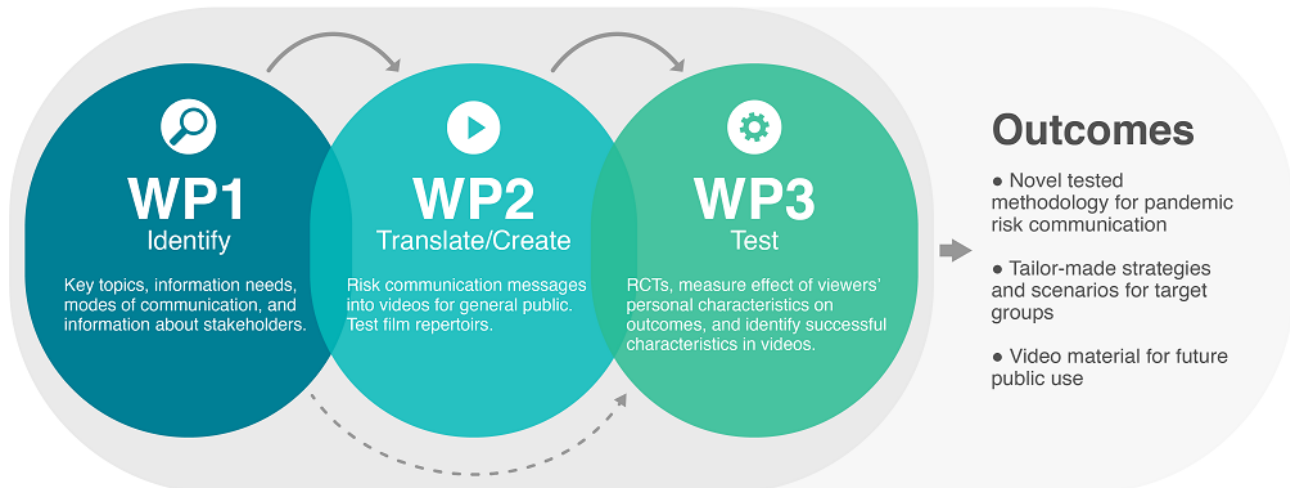 WP1
Identify
Key topics, information needs,
modes of communication, and
information about stakeholders.
WP2
Translate/Create
Risk communication messages
into videos for general public.
Test film repertoirs.
WP3
Test
RCTs, measure effect of viewers'
personal characteristics on
outcomes, and identify successful
characteristics in videos.
Outcomes
● Novel tested
methodology for pandemic
risk communication
● Tailor-made strategies
and scenarios for target
groups
● Video material for future
public use